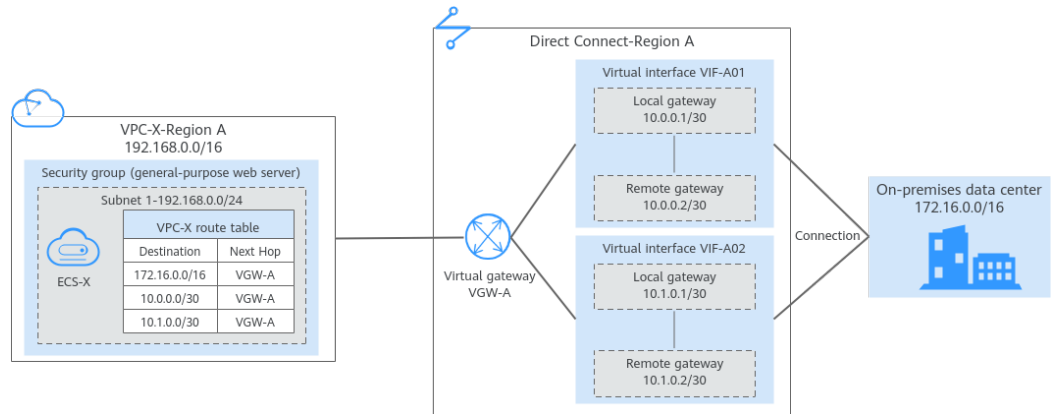 VPC-X-Region A
192.168.0.0/16
Security group (general-purpose web server)
Subnet 1-192.168.0.0/24
ECS-X
VPC-X route table
Destination Next Hop
172.16.0.0/16 VGW-A
10.0.0.0/30 VGW-A
10.1.0.0/30 VGW-A
Direct Connect-Region A
Virtual gateway
VGW-A
Virtual interface VIF-A01
Local gateway
10.0.0.1/30
Remote gateway
10.0.0.2/30
Virtual interface VIF-A02
Local gateway
10.1.0.1/30
Remote gateway
10.1.0.2/30
Connection
On-premises data center
172.16.0.0/16